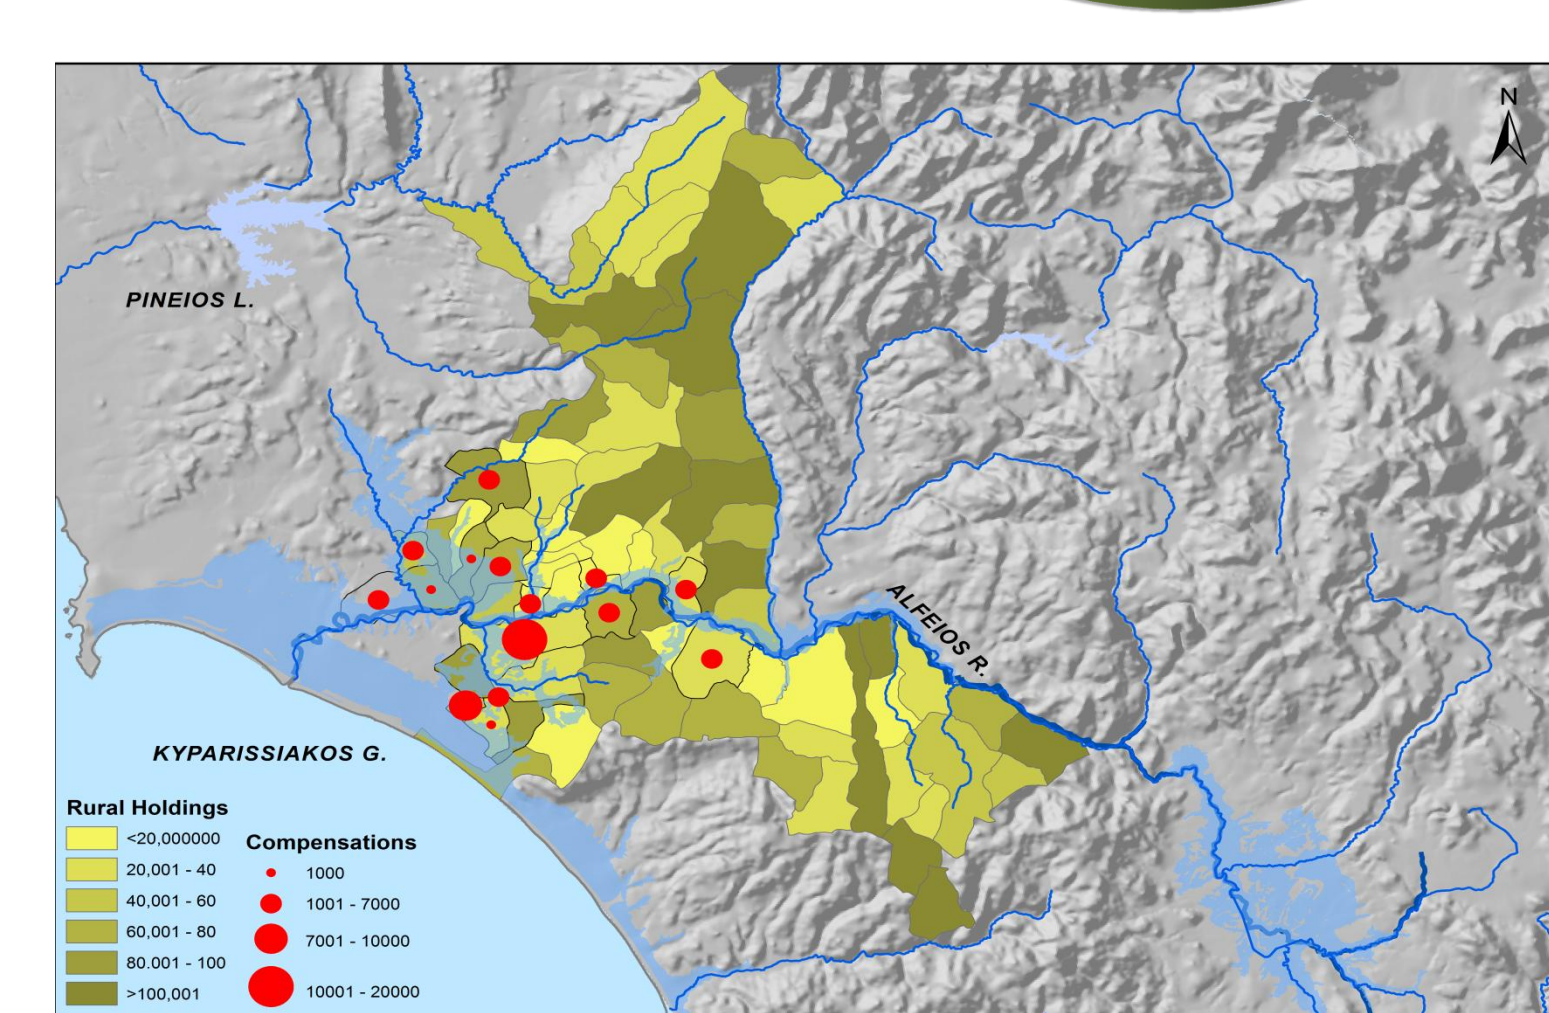 N
PINEIOS L.
ALFEIOS R.
KYPARISSIAKOS G.
Rural Holdings
<20,000000
20,001 - 40
40,001 - 60
60,001 - 80
80.001 - 100
>100,001
Compensations
1000
1001 - 7000
7001 - 10000
10001 - 20000